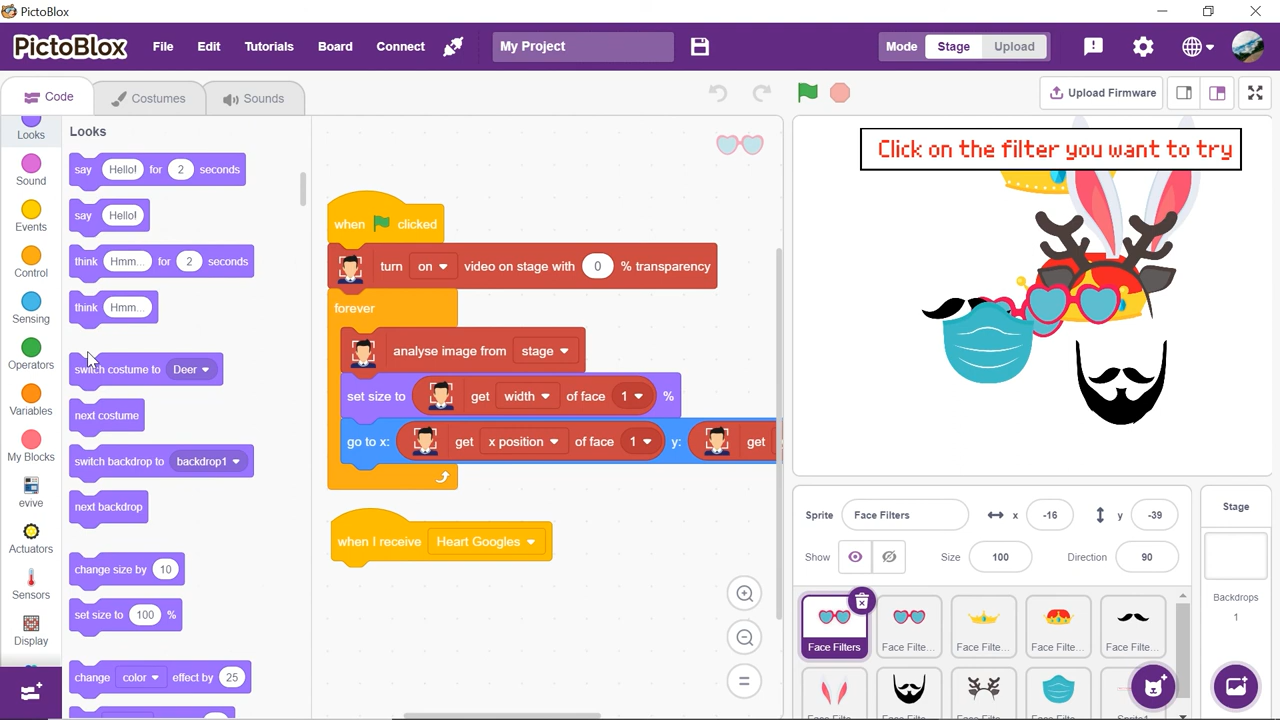 PictoBlox
PictoBlox File Edit Tutorials Board Connect My Project Mode Stage Upload
Code Costumes Sounds Upload Firmware
Looks
Sound
Events
Control
Sensing
Operators
Variables
My Blocks
evive
Actuators
Sensors
Display
Looks
say Hello! for 2 seconds
say Hello!
think Hmm... for 2 seconds
think Hmm...
switch costume to Deer
next costume
switch backdrop to backdrop1
next backdrop
change size by 10
set size to 100 %
change color effect by 25
when clicked
turn on video on stage with 0 % transparency
forever
analyse image from stage
set size to get width of face 1 %
go to x: get x position of face 1 y: get
when I receive Heart Googles
Click on the filter you want to try
Sprite Face Filters x -16 y -39
Show Size 100 Direction 90
Face Filters Face Filte... Face Filte... Face Filte... Face Filte...
Stage
Backdrops
1